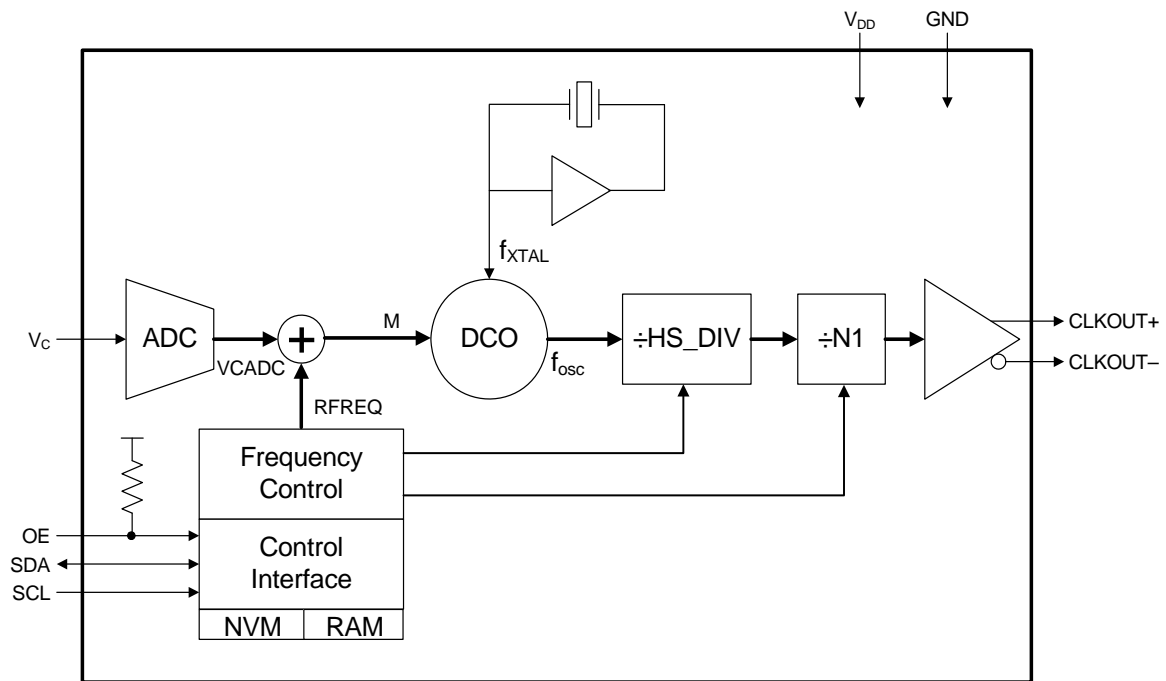 VDD
GND
fXTAL
VC
ADC
VCADC
+
M
DCO
fosc
÷HS_DIV
÷N1
CLKOUT+
CLKOUT–
RFREQ
Frequency
Control
OE
SDA
SCL
Control
Interface
NVM
RAM